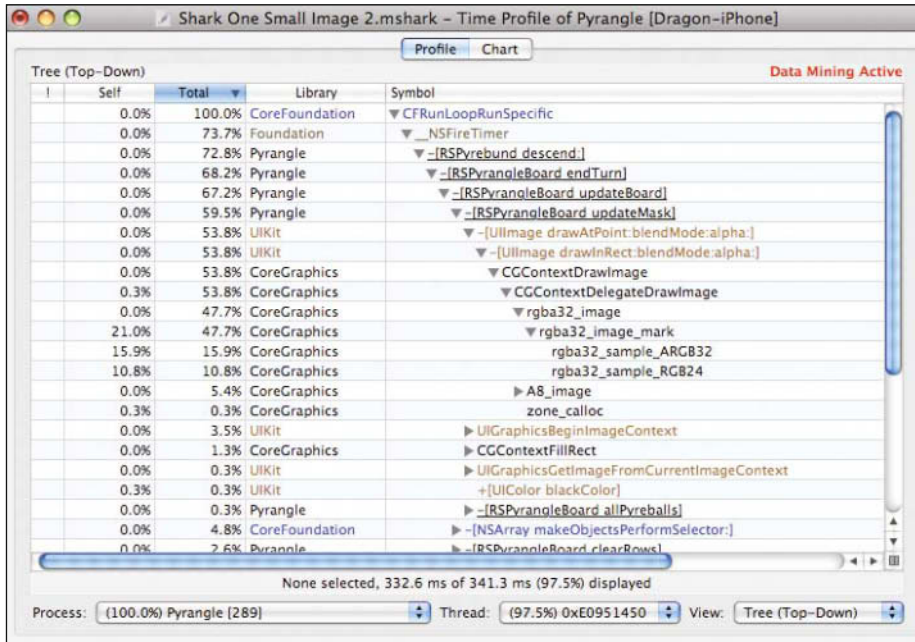 Shark One Small Image 2.mshark – Time Profile of Pyrangle [Dragon-iPhone]
Profile Chart
Tree (Top-Down) Data Mining Active
! Self Total Library Symbol
0.0% 100.0% CoreFoundation CFRunLoopRunSpecific
0.0% 73.7% Foundation __NSFireTimer
0.0% 72.8% Pyrangle -[RSPyrebund descend:]
0.0% 68.2% Pyrangle -[RSPyrangleBoard endTurn]
0.0% 67.2% Pyrangle -[RSPyrangleBoard updateBoard]
0.0% 59.5% Pyrangle -[RSPyrangleBoard updateMask]
0.0% 53.8% UIKit -[UIImage drawAtPoint:blendMode:alpha:]
0.0% 53.8% UIKit -[UIImage drawInRect:blendMode:alpha:]
0.0% 53.8% CoreGraphics CGContextDrawImage
0.3% 53.8% CoreGraphics CGContextDelegateDrawImage
0.0% 47.7% CoreGraphics rgba32_image
21.0% 47.7% CoreGraphics rgba32_image_mark
15.9% 15.9% CoreGraphics rgba32_sample_ARGB32
10.8% 10.8% CoreGraphics rgba32_sample_RGB24
0.0% 5.4% CoreGraphics A8_image
0.3% 0.3% CoreGraphics zone_calloc
0.0% 3.5% UIKit UIGraphicsBeginImageContext
0.0% 1.3% CoreGraphics CGContextFillRect
0.0% 0.3% UIKit UIGraphicsGetImageFromCurrentImageContext
0.3% 0.3% UIKit +[UIColor blackColor]
0.0% 0.3% Pyrangle -[RSPyrangleBoard allPyreballs]
0.0% 4.8% CoreFoundation -[NSArray makeObjectsPerformSelector:]
0.0% 2.6% Pyrangle -[RSPyrangleBoard clearRows]
None selected, 332.6 ms of 341.3 ms (97.5%) displayed
Process: (100.0%) Pyrangle [289] Thread: (97.5%) 0xE0951450 View: Tree (Top-Down)